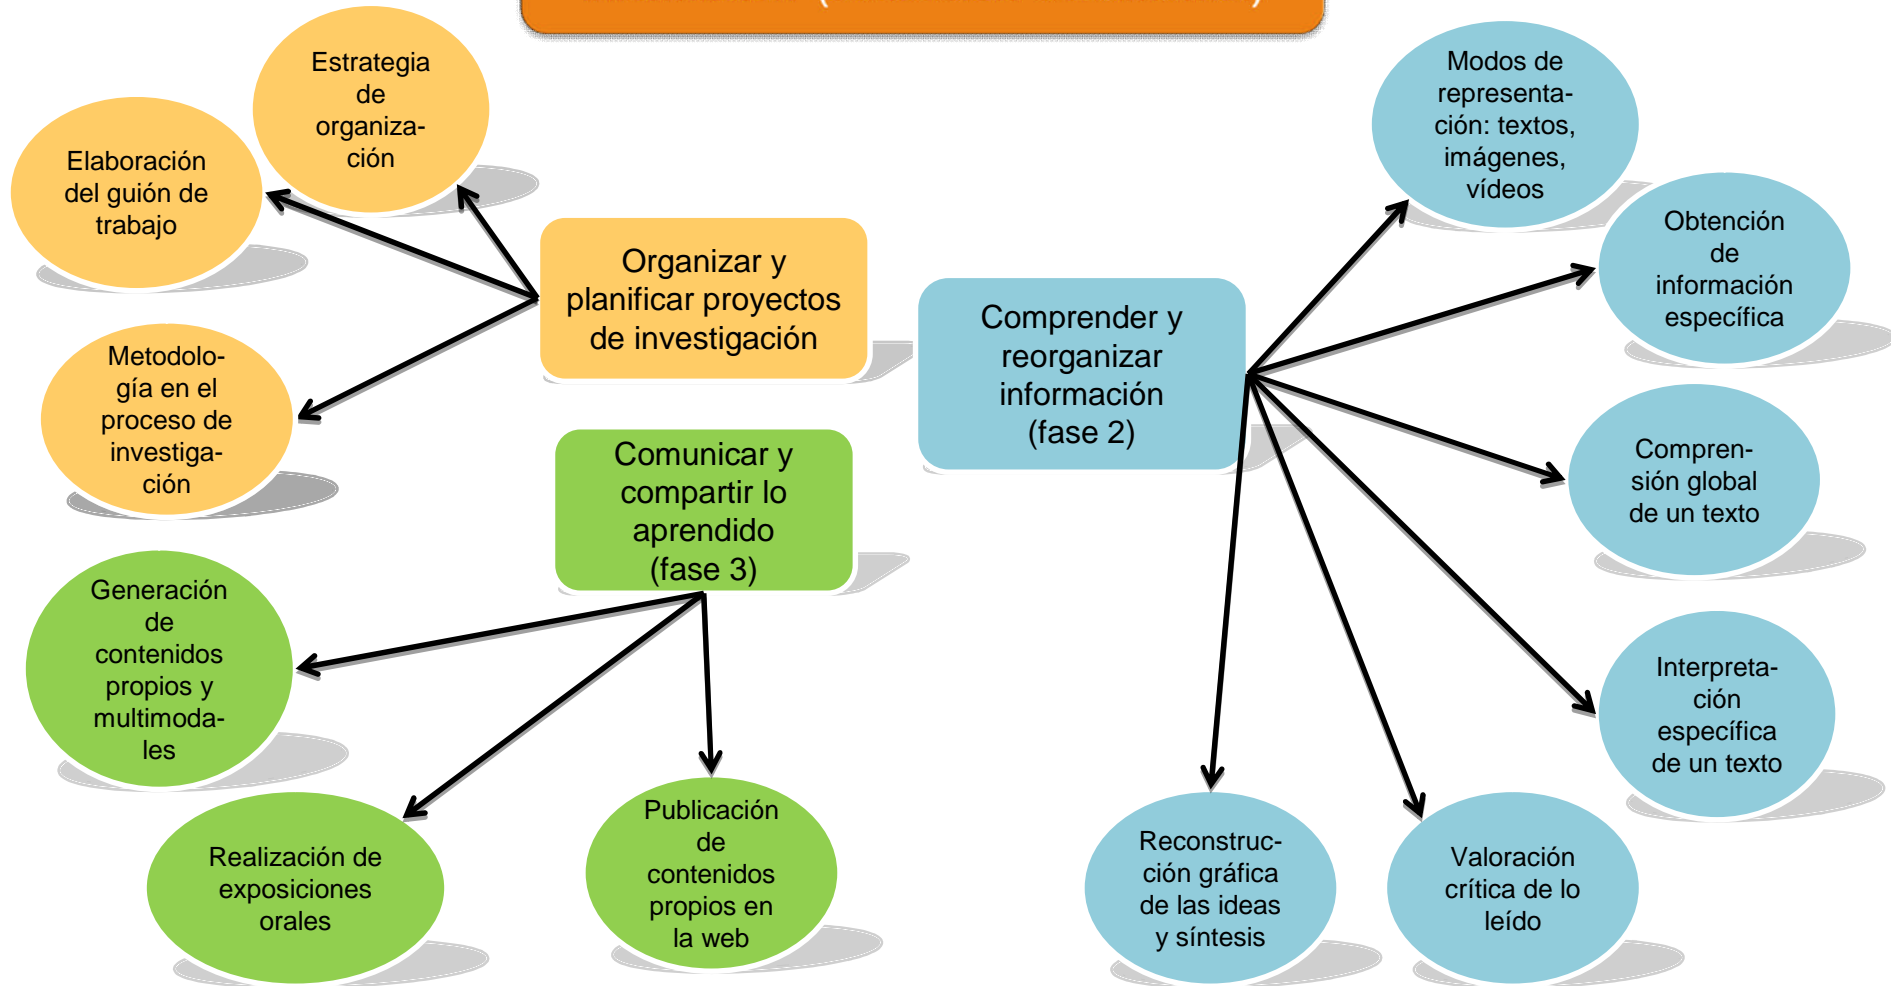 Estrategia
de
organiza-
ción
Elaboración
del guión de
trabajo
Metodolo-
gía en el
proceso de
investiga-
ción
Organizar y
planificar proyectos
de investigación
Comprender y
reorganizar
información
(fase 2)
Modos de
representa-
ción: textos,
imágenes,
vídeos
Obtención
de
información
específica
Compren-
sión global
de un texto
Interpreta-
ción
específica
de un texto
Valoración
crítica de lo
leído
Reconstruc-
ción gráfica
de las ideas
y síntesis
Comunicar y
compartir lo
aprendido
(fase 3)
Generación
de
contenidos
propios y
multimoda-
les
Realización de
exposiciones
orales
Publicación
de
contenidos
propios en
la web